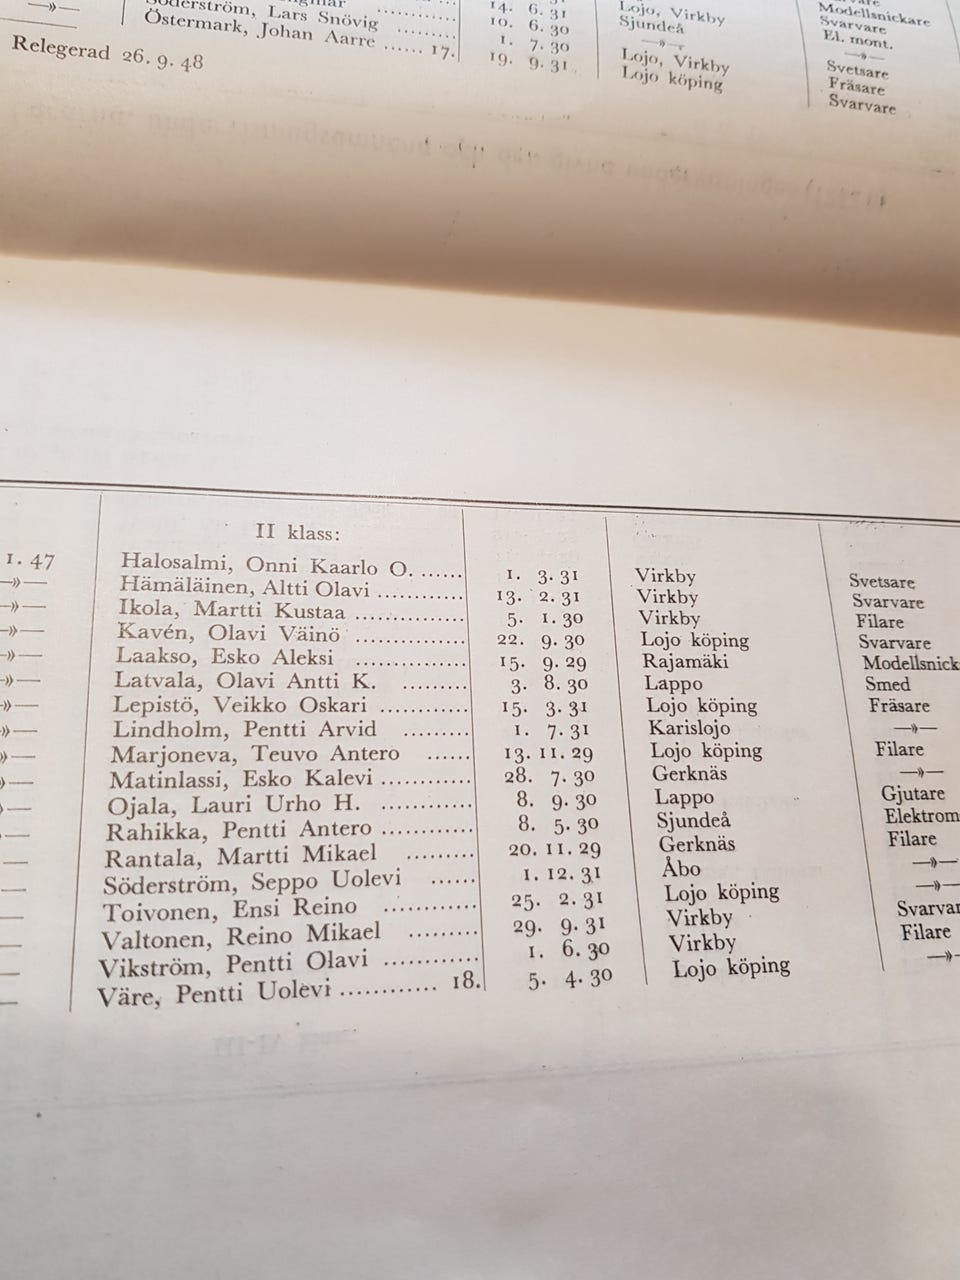 Modellsnickare
Svarvare
Lojo, Virkby El. mont.
14. 6. 31 Sjundeå —»—
10. 6. 30 —»— Svetsare
—»— Söderström, Lars Snövig ......... 1. 7. 30 Lojo, Virkby Fräsare
Östermark, Johan Aarre ...... 17. 19. 9. 31 Lojo köping Svarvare
Relegerad 26. 9. 48
II klass:
1. 47 Halosalmi, Onni Kaarlo O. ...... 1. 3. 31 Virkby Svetsare
—»— Hämäläinen, Altti Olavi ............ 13. 2. 31 Virkby Svarvare
—»— Ikola, Martti Kustaa ............... 5. 1. 30 Virkby Filare
—»— Kavén, Olavi Väinö ............... 22. 9. 30 Lojo köping Svarvare
—»— Laakso, Esko Aleksi ............... 15. 9. 29 Rajamäki Modellsnick
—»— Latvala, Olavi Antti K. ......... 3. 8. 30 Lappo Smed
—»— Lepistö, Veikko Oskari ............ 15. 3. 31 Lojo köping Fräsare
—»— Lindholm, Pentti Arvid ......... 1. 7. 31 Karislojo —»—
—»— Marjoneva, Teuvo Antero ...... 13. 11. 29 Lojo köping Filare
—»— Matinlassi, Esko Kalevi ............ 28. 7. 30 Gerknäs —»—
Ojala, Lauri Urho H. ............ 8. 9. 30 Lappo Gjutare
Rahikka, Pentti Antero ............ 8. 5. 30 Sjundeå Elektrom
Rantala, Martti Mikael ......... 20. 11. 29 Gerknäs Filare
Söderström, Seppo Uolevi ...... 1. 12. 31 Åbo —»—
Toivonen, Ensi Reino ............ 25. 2. 31 Lojo köping —»—
Valtonen, Reino Mikael ......... 29. 9. 31 Virkby Svarvar
Vikström, Pentti Olavi ............ 1. 6. 30 Virkby Filare
Väre, Pentti Uolevi ............ 18. 5. 4. 30 Lojo köping —»—